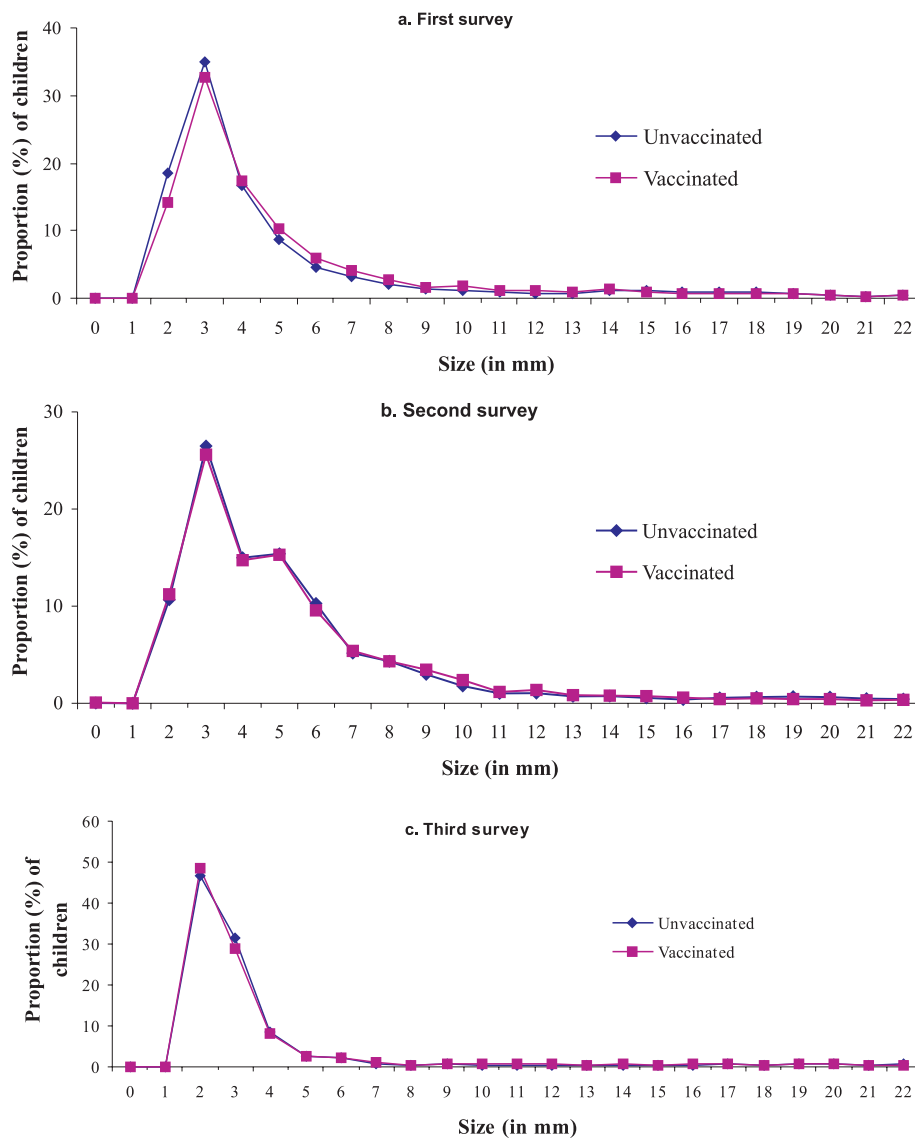 a. First survey
Proportion (%) of children
40
30
20
10
0
Unvaccinated
Vaccinated
0 1 2 3 4 5 6 7 8 9 10 11 12 13 14 15 16 17 18 19 20 21 22
Size (in mm)
b. Second survey
Proportion (%) of children
30
20
10
0
Unvaccinated
Vaccinated
0 1 2 3 4 5 6 7 8 9 10 11 12 13 14 15 16 17 18 19 20 21 22
Size (in mm)
c. Third survey
Proportion (%) of
children
60
50
40
30
20
10
0
Unvaccinated
Vaccinated
0 1 2 3 4 5 6 7 8 9 10 11 12 13 14 15 16 17 18 19 20 21 22
Size (in mm)